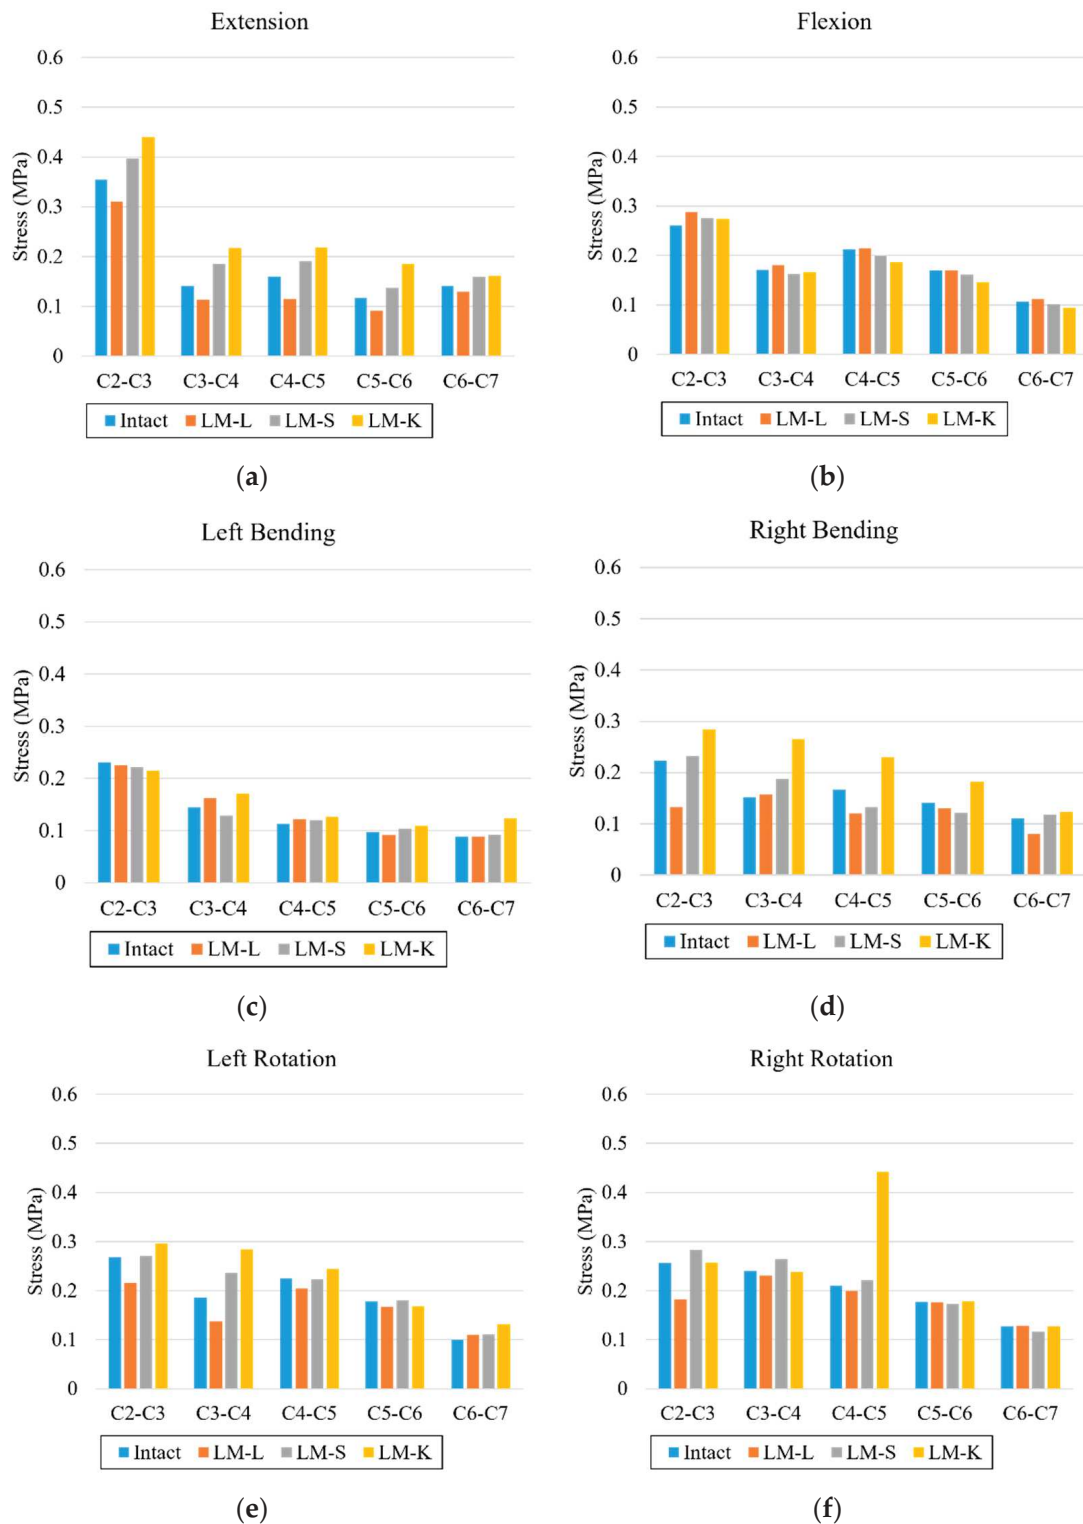 Extension
Stress (MPa)
0.6
0.5
0.4
0.3
0.2
0.1
0
C2-C3 C3-C4 C4-C5 C5-C6 C6-C7
Intact LM-L LM-S LM-K
(a)
Flexion
Stress (MPa)
0.6
0.5
0.4
0.3
0.2
0.1
0
C2-C3 C3-C4 C4-C5 C5-C6 C6-C7
Intact LM-L LM-S LM-K
(b)
Left Bending
Stress (MPa)
0.6
0.5
0.4
0.3
0.2
0.1
0
C2-C3 C3-C4 C4-C5 C5-C6 C6-C7
Intact LM-L LM-S LM-K
(c)
Right Bending
Stress (MPa)
0.6
0.5
0.4
0.3
0.2
0.1
0
C2-C3 C3-C4 C4-C5 C5-C6 C6-C7
Intact LM-L LM-S LM-K
(d)
Left Rotation
Stress (MPa)
0.6
0.5
0.4
0.3
0.2
0.1
0
C2-C3 C3-C4 C4-C5 C5-C6 C6-C7
Intact LM-L LM-S LM-K
(e)
Right Rotation
Stress (MPa)
0.6
0.5
0.4
0.3
0.2
0.1
0
C2-C3 C3-C4 C4-C5 C5-C6 C6-C7
Intact LM-L LM-S LM-K
(f)